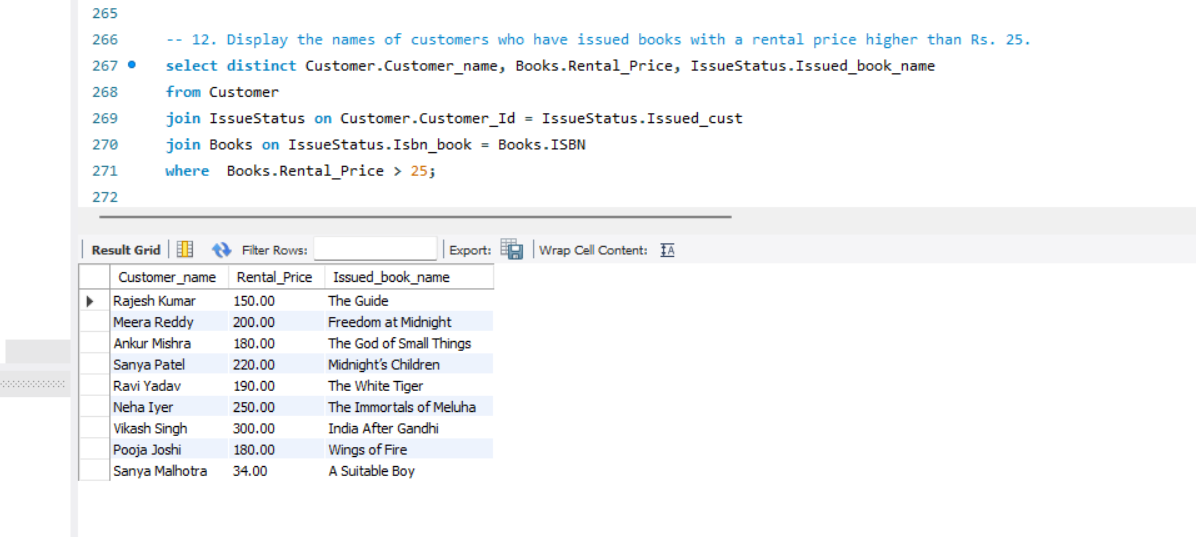 265
266 -- 12. Display the names of customers who have issued books with a rental price higher than Rs. 25.
267 select distinct Customer.Customer_name, Books.Rental_Price, IssueStatus.Issued_book_name
268 from Customer
269 join IssueStatus on Customer.Customer_Id = IssueStatus.Issued_cust
270 join Books on IssueStatus.Isbn_book = Books.ISBN
271 where Books.Rental_Price > 25;
272
Result Grid Filter Rows: Export: Wrap Cell Content: IA
Customer_name Rental_Price Issued_book_name
Rajesh Kumar 150.00 The Guide
Meera Reddy 200.00 Freedom at Midnight
Ankur Mishra 180.00 The God of Small Things
Sanya Patel 220.00 Midnight's Children
Ravi Yadav 190.00 The White Tiger
Neha Iyer 250.00 The Immortals of Meluha
Vikash Singh 300.00 India After Gandhi
Pooja Joshi 180.00 Wings of Fire
Sanya Malhotra 34.00 A Suitable Boy